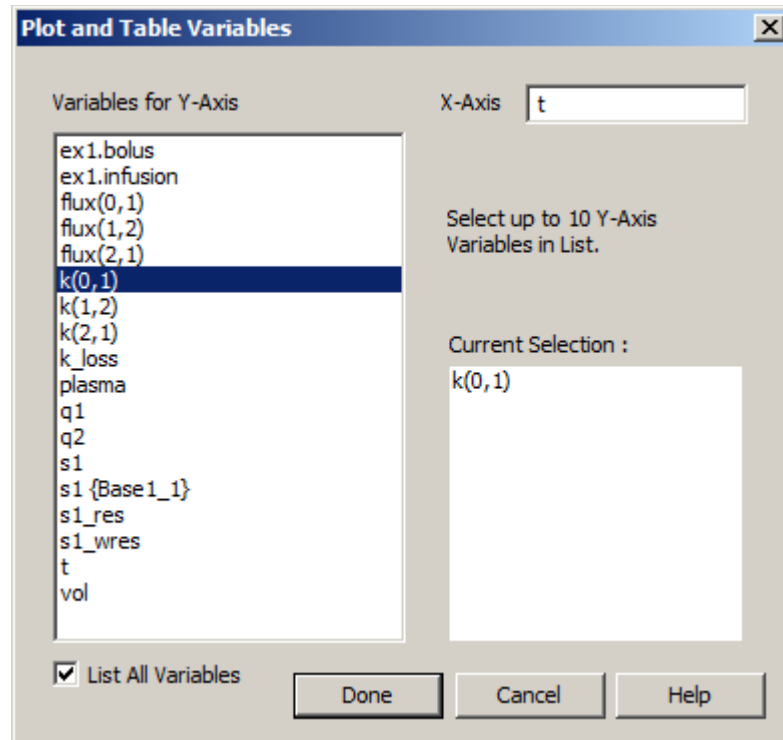 Plot and Table Variables
Variables for Y-Axis
X-Axis
t
ex1.bolus
ex1.infusion
flux(0,1)
flux(1,2)
flux(2,1)
k(0,1)
k(1,2)
k(2,1)
k_loss
plasma
q1
q2
s1
s1 {Base1_1}
s1_res
s1_wres
t
vol
Select up to 10 Y-Axis
Variables in List.
Current Selection :
k(0,1)
List All Variables
Done
Cancel
Help